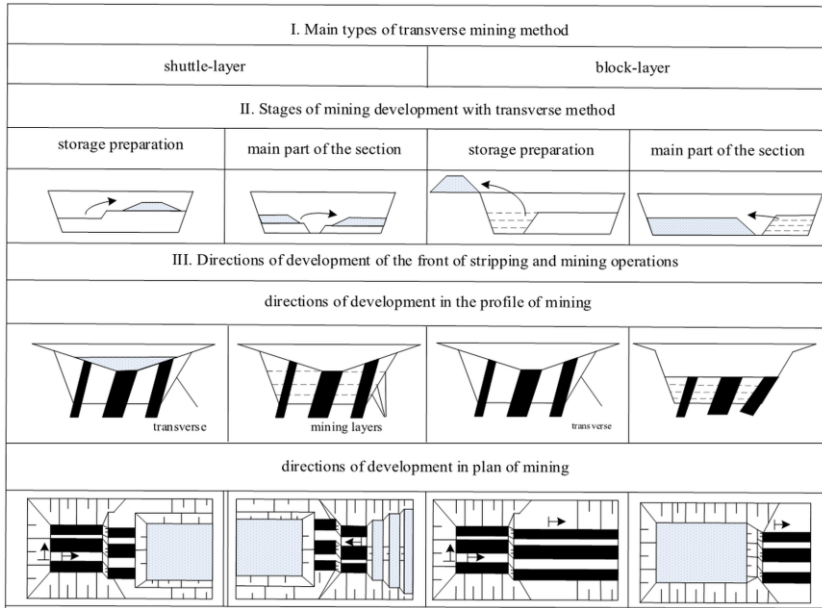 I. Main types of transverse mining method
shuttle-layer
block-layer
II. Stages of mining development with transverse method
storage preparation
main part of the section
storage preparation
main part of the section
III. Directions of development of the front of stripping and mining operations
directions of development in the profile of mining
transverse
mining layers
transverse
directions of development in plan of mining